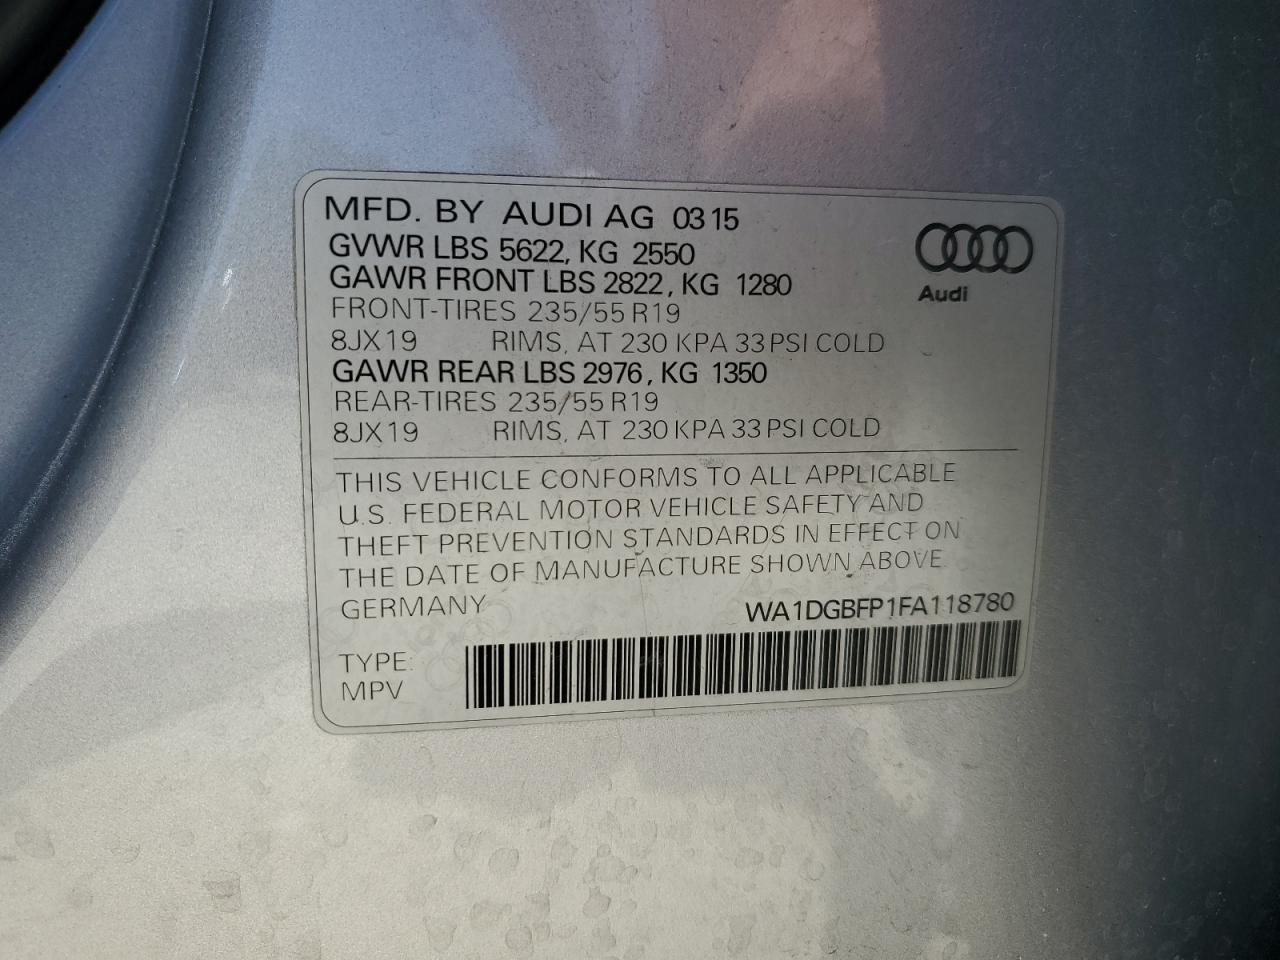 MFD. BY AUDI AG 0315
GVWR LBS 5622, KG 2550
GAWR FRONT LBS 2822, KG 1280
FRONT-TIRES 235/55 R19
8JX19 RIMS, AT 230 KPA 33 PSI COLD
GAWR REAR LBS 2976, KG 1350
REAR-TIRES 235/55 R19
8JX19 RIMS, AT 230 KPA 33 PSI COLD
Audi
THIS VEHICLE CONFORMS TO ALL APPLICABLE
U.S. FEDERAL MOTOR VEHICLE SAFETY AND
THEFT PREVENTION STANDARDS IN EFFECT ON
THE DATE OF MANUFACTURE SHOWN ABOVE
GERMANY WA1DGBFP1FA118780
TYPE:
MPV